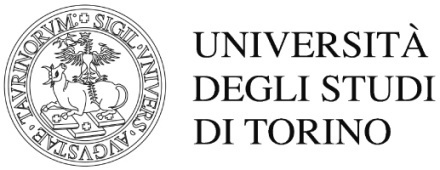 UNIVERSITÀ
DEGLI STUDI
DI TORINO
SIGIL · VNIVERS · AVGVSTAE · TAVRINORVM